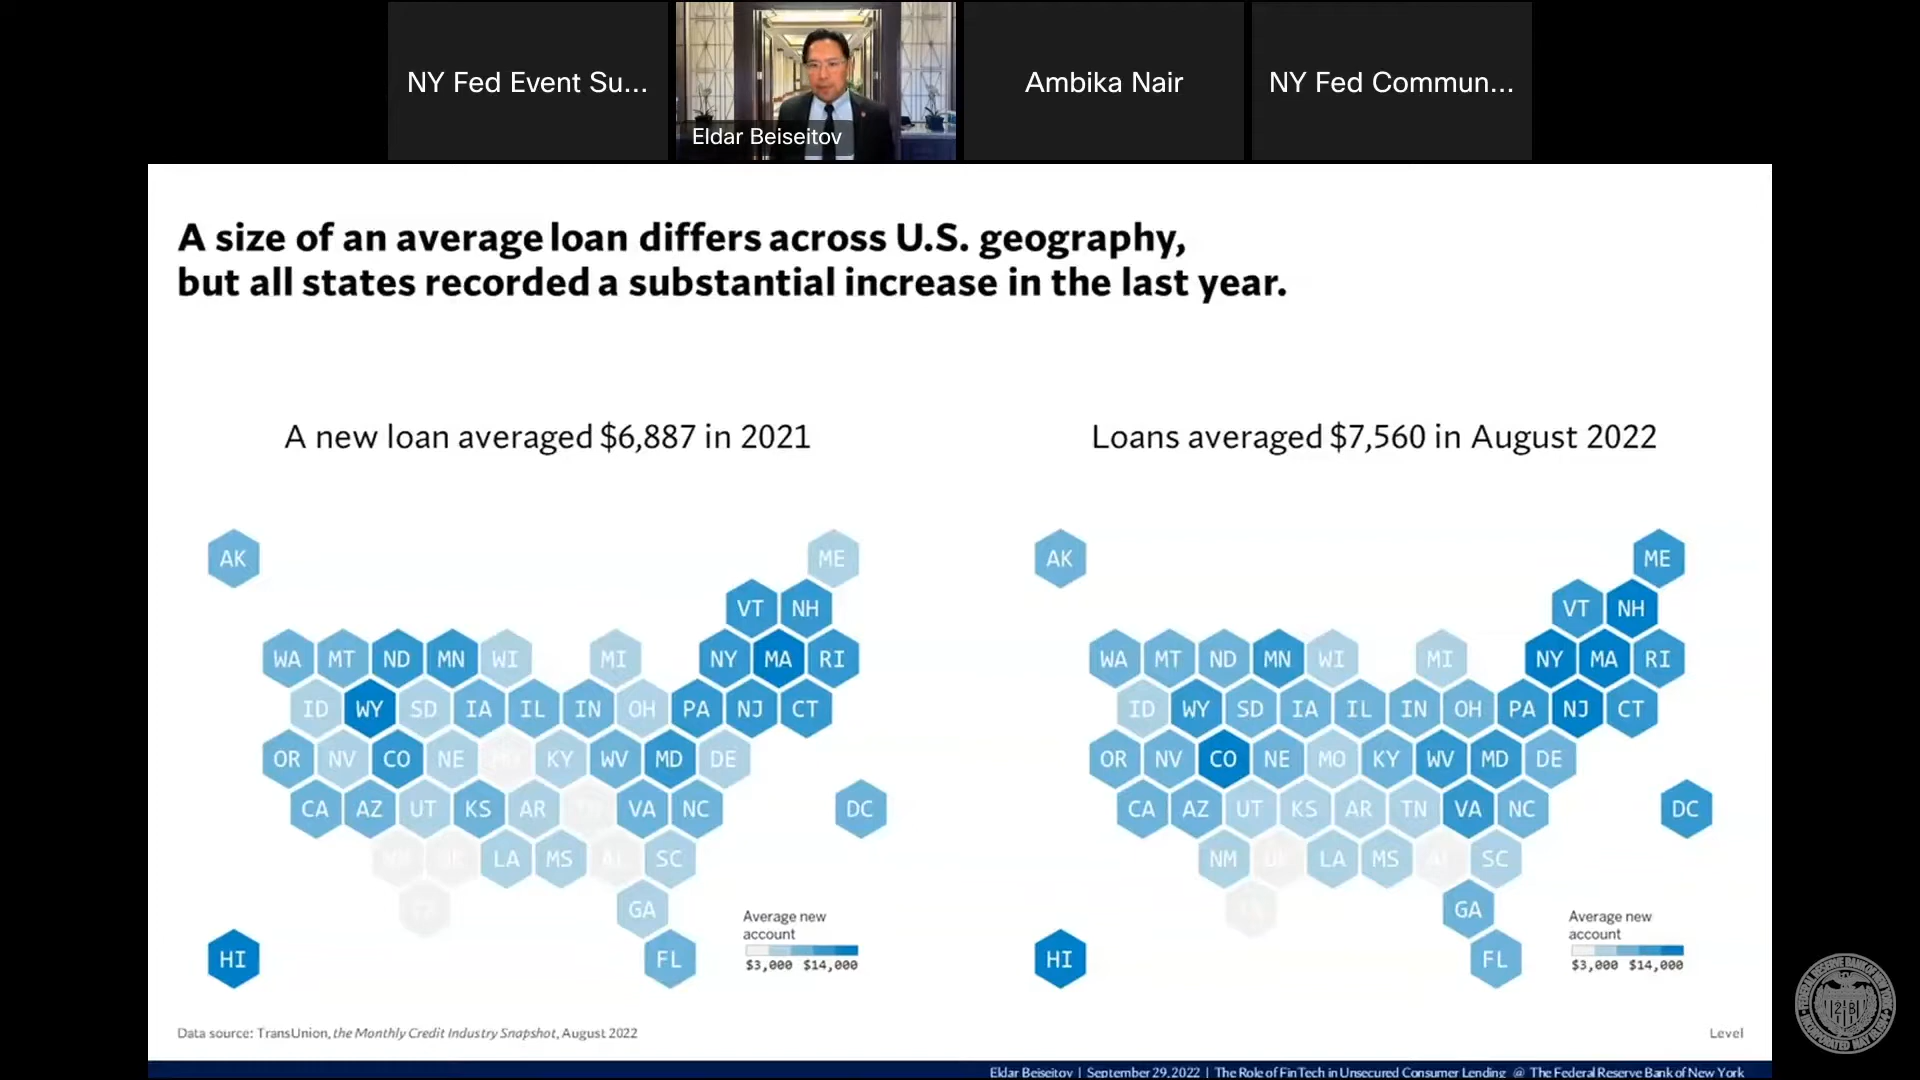 NY Fed Event Su...
Eldar Beiseitov
Ambika Nair
NY Fed Commun...
A size of an average loan differs across U.S. geography,
but all states recorded a substantial increase in the last year.
A new loan averaged $6,887 in 2021
AK
ME
VT NH
WA MT ND MN WI MI NY MA RI
ID WY SD IA IL IN OH PA NJ CT
OR NV CO NE MO KY WV MD DE
CA AZ UT KS AR TN VA NC DC
NM OK LA MS AL SC
TX GA
HI FL
Average new
account
$3,000 $14,000
Loans averaged $7,560 in August 2022
AK
ME
VT NH
WA MT ND MN WI MI NY MA RI
ID WY SD IA IL IN OH PA NJ CT
OR NV CO NE MO KY WV MD DE
CA AZ UT KS AR TN VA NC DC
NM OK LA MS AL SC
TX GA
HI FL
Average new
account
$3,000 $14,000
Data source: TransUnion, the Monthly Credit Industry Snapshot, August 2022
Level
Eldar Beiseitov | September 29, 2022 | The Role of FinTech in Unsecured Consumer Lending @ The Federal Reserve Bank of New York